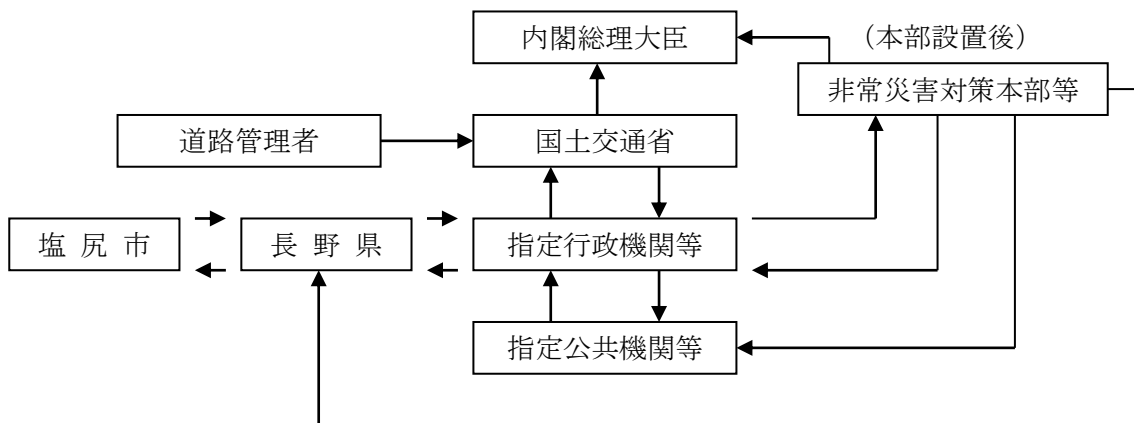 内閣総理大臣
（本部設置後）
非常災害対策本部等
道路管理者
国土交通省
塩尻市
長野県
指定行政機関等
指定公共機関等